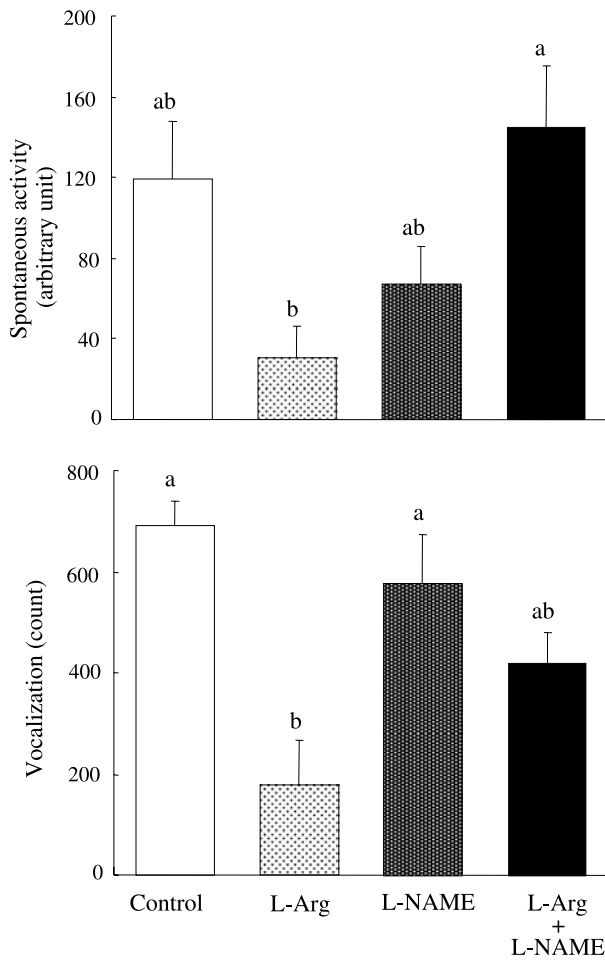 200
160
120
80
40
0
Spontaneous activity
(arbitrary unit)
ab
b
ab
a
800
600
400
200
0
Vocalization (count)
a
b
a
ab
Control
L-Arg
L-NAME
L-Arg
+
L-NAME